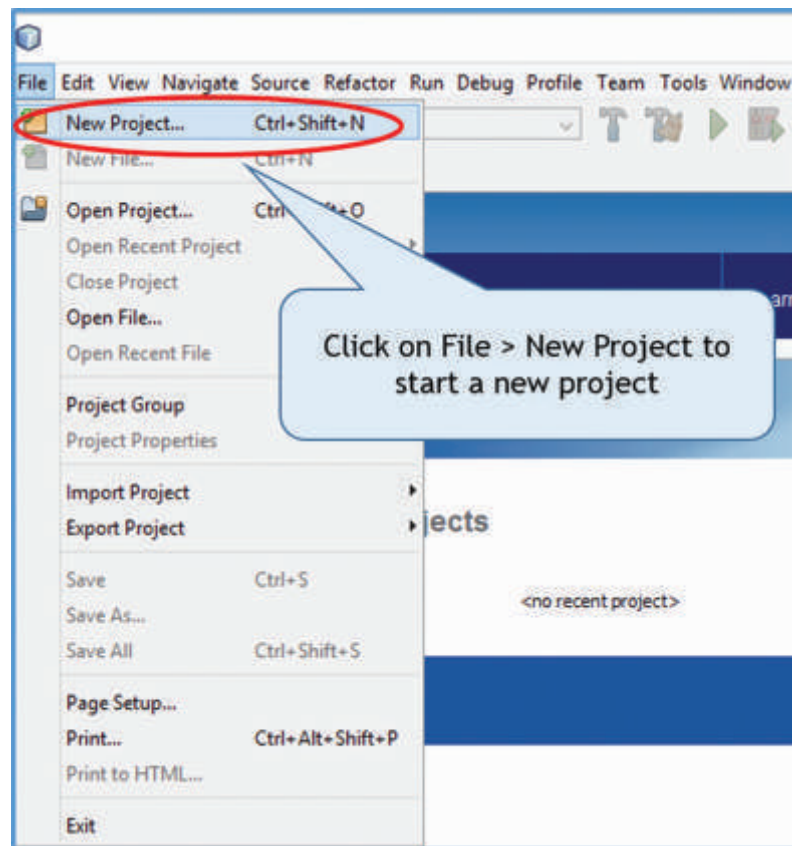 File Edit View Navigate Source Refactor Run Debug Profile Team Tools Window
New Project... Ctrl+Shift+N
New File... Ctrl+N
Open Project... Ctrl+Shift+O
Open Recent Project
Close Project
Open File...
Open Recent File
Click on File > New Project to
start a new project
Project Group
Project Properties
Import Project
Export Project
jects
Save Ctrl+S
<no recent project>
Save As...
Save All Ctrl+Shift+S
Page Setup...
Print... Ctrl+Alt+Shift+P
Print to HTML...
Exit